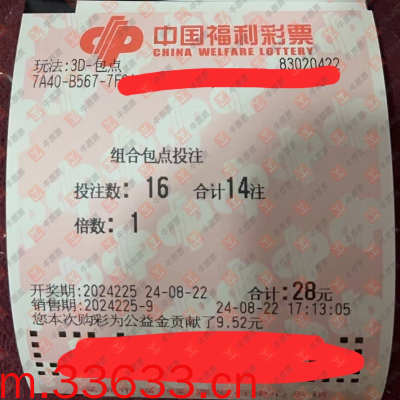 中国福利彩票
CHINA WELFARE LOTTERY
玩法:3D-包点
83020422
7A40-B567-
组合包点投注
投注数: 16 合计14注
倍数: 1
开奖期:2024225 24-08-22 合计:28元
销售期:2024225-9 24-08-22 17:13:05
您本次购彩为公益金贡献了9.52元
m.33633.cn